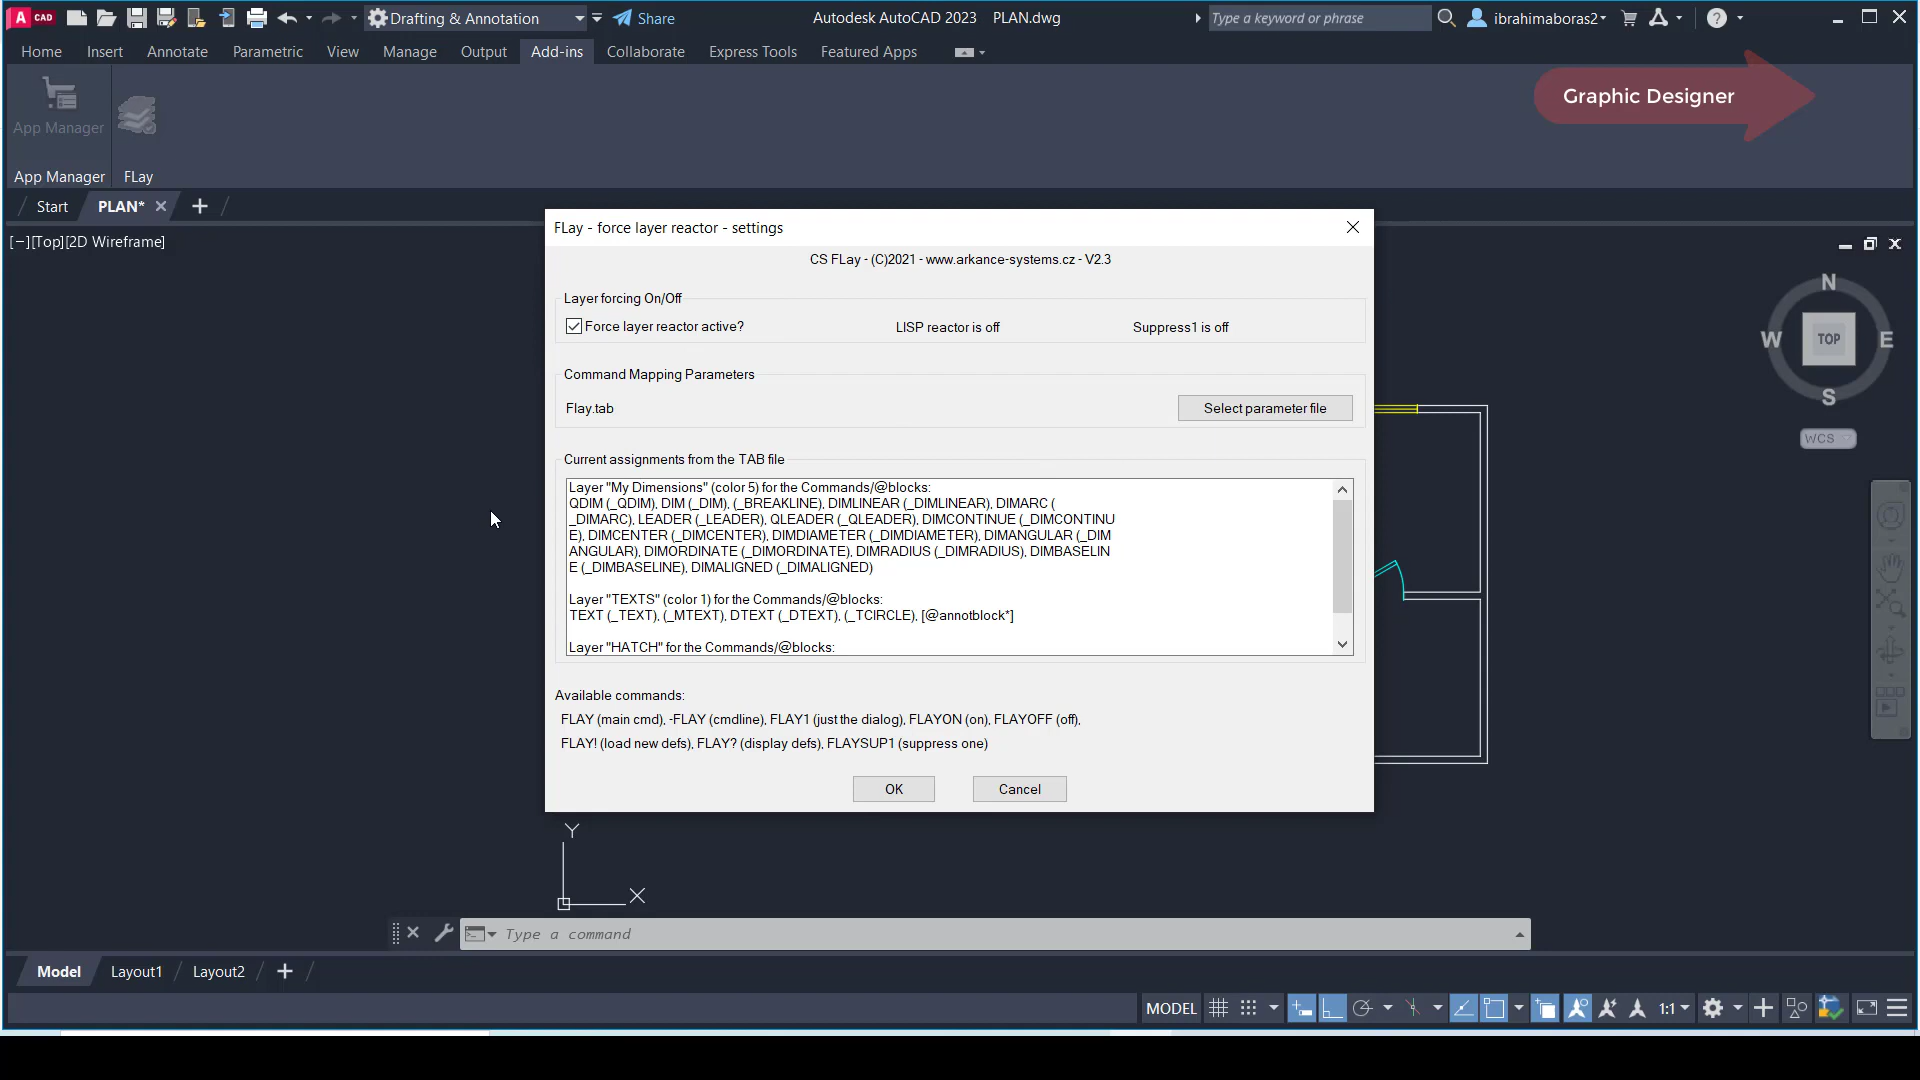 A CAD
Drafting & Annotation
Share
Autodesk AutoCAD 2023 PLAN.dwg
Type a keyword or phrase
ibrahimaboras2
?
Home Insert Annotate Parametric View Manage Output Add-ins Collaborate Express Tools Featured Apps
Graphic Designer
App Manager
App Manager FLay
Start PLAN* +
[−][Top][2D Wireframe]
FLay - force layer reactor - settings
CS FLay - (C)2021 - www.arkance-systems.cz - V2.3
Layer forcing On/Off
Force layer reactor active? LISP reactor is off Suppress1 is off
Command Mapping Parameters
Flay.tab Select parameter file
Current assignments from the TAB file
Layer "My Dimensions" (color 5) for the Commands/@blocks:
QDIM (_QDIM), DIM (_DIM), (_BREAKLINE), DIMLINEAR (_DIMLINEAR), DIMARC (
_DIMARC), LEADER (_LEADER), QLEADER (_QLEADER), DIMCONTINUE (_DIMCONTINU
E), DIMCENTER (_DIMCENTER), DIMDIAMETER (_DIMDIAMETER), DIMANGULAR (_DIM
ANGULAR), DIMORDINATE (_DIMORDINATE), DIMRADIUS (_DIMRADIUS), DIMBASELIN
E (_DIMBASELINE), DIMALIGNED (_DIMALIGNED)
Layer "TEXTS" (color 1) for the Commands/@blocks:
TEXT (_TEXT), (_MTEXT), DTEXT (_DTEXT), (_TCIRCLE), [@annotblock*]
Layer "HATCH" for the Commands/@blocks:
Available commands:
FLAY (main cmd), -FLAY (cmdline), FLAY1 (just the dialog), FLAYON (on), FLAYOFF (off),
FLAY! (load new defs), FLAY? (display defs), FLAYSUP1 (suppress one)
OK Cancel
N
W TOP E
S
WCS
Y
X
Type a command
Model Layout1 Layout2 +
MODEL 1:1